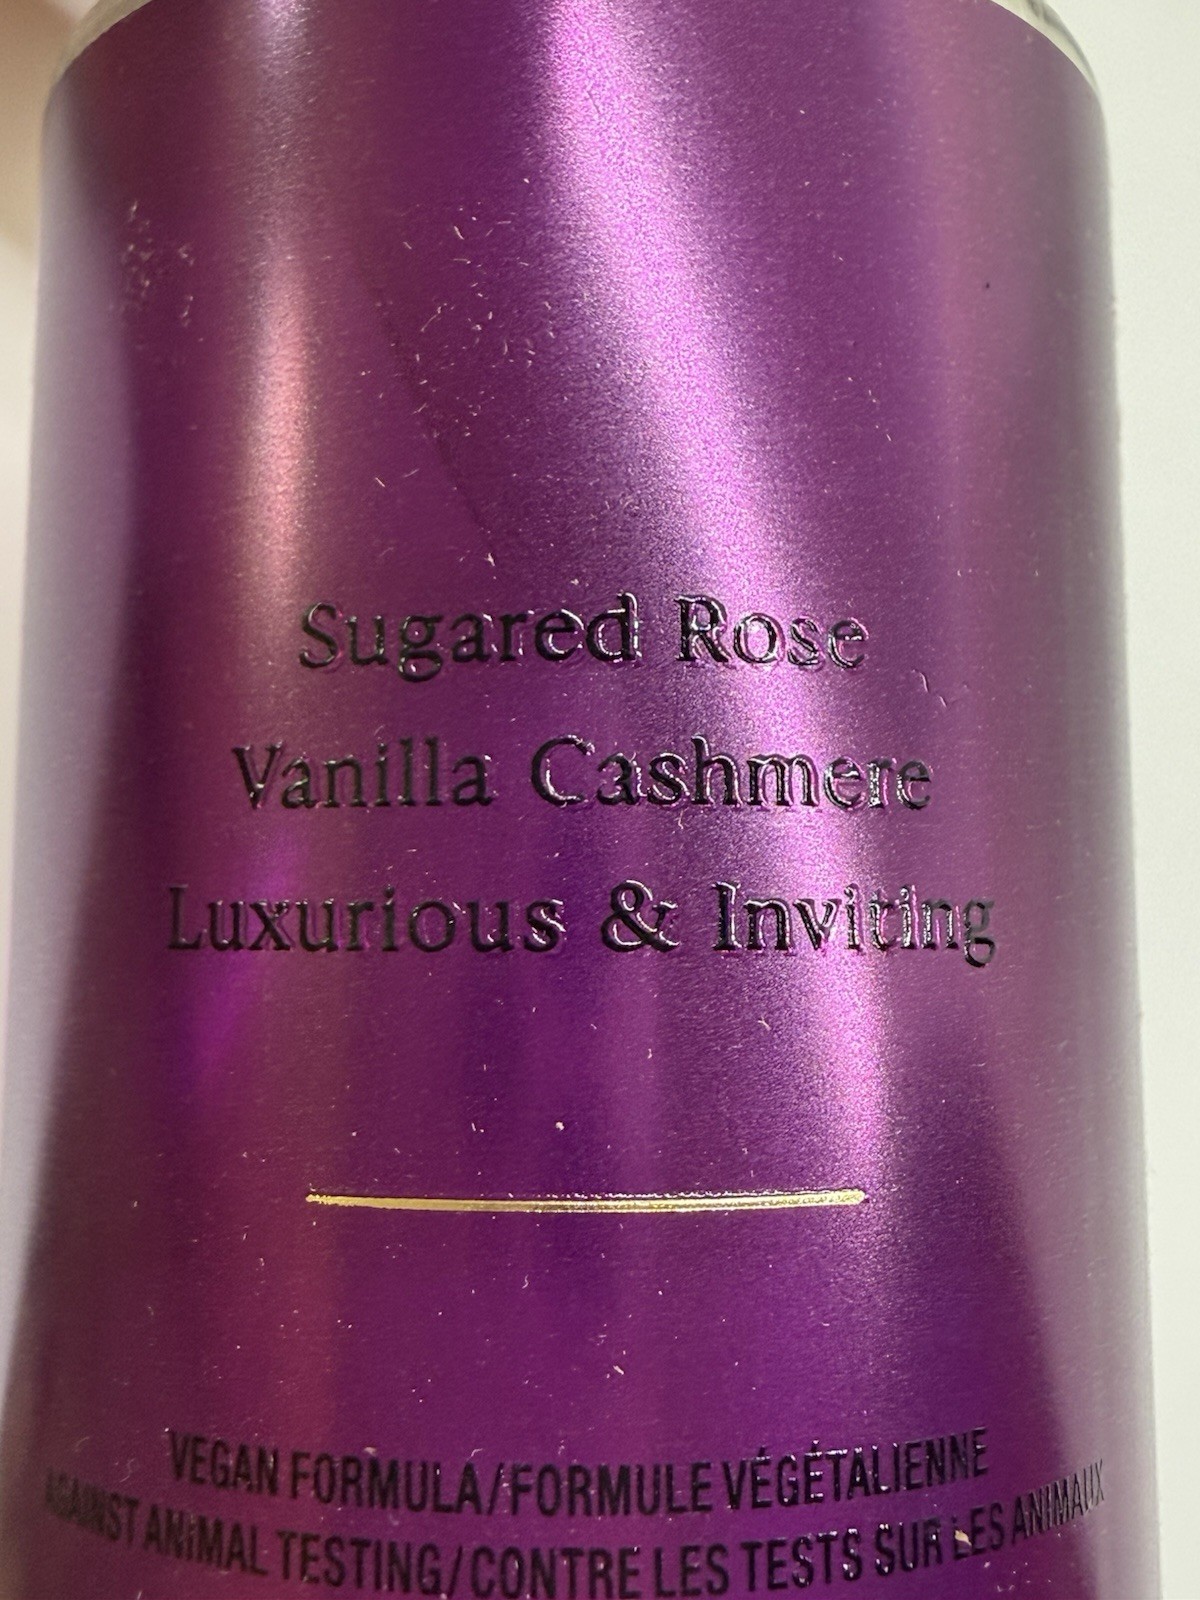 Sugared Rose
Vanilla Cashmere
Luxurious & Inviting
VEGAN FORMULA/FORMULE VÉGÉTALIENNE
AGAINST ANIMAL TESTING/CONTRE LES TESTS SUR LES ANIMAUX